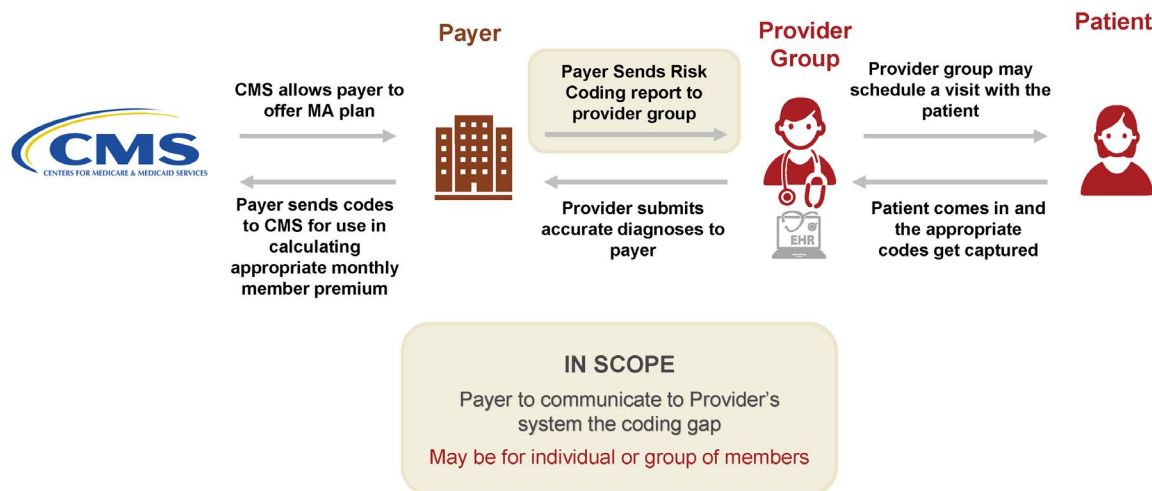 Payer
Provider
Group
Patient
CMS allows payer to
offer MA plan
Payer Sends Risk
Coding report to
provider group
Provider group may
schedule a visit with the
patient
CMS
CENTERS FOR MEDICARE & MEDICAID SERVICES
Payer sends codes
to CMS for use in
calculating
appropriate monthly
member premium
Provider submits
accurate diagnoses to
payer
EHR
Patient comes in and
the appropriate
codes get captured
IN SCOPE
Payer to communicate to Provider's
system the coding gap
May be for individual or group of members